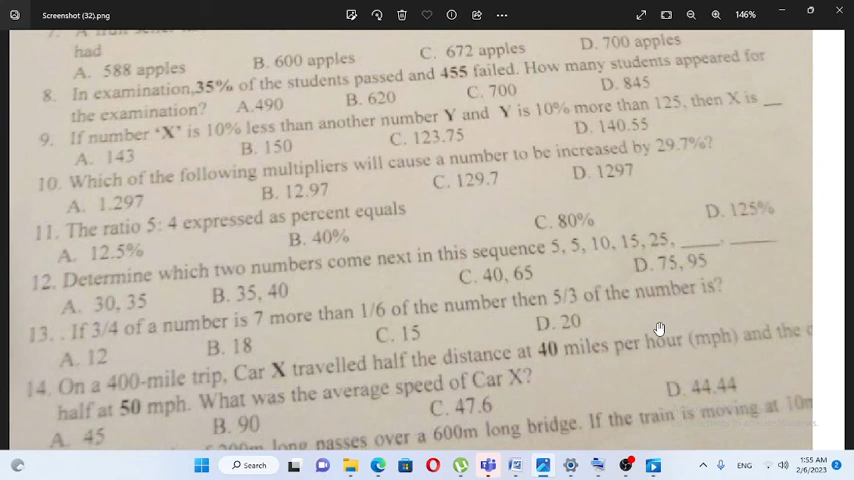 Screenshot (32).png
146%
had
A. 588 apples B. 600 apples C. 672 apples D. 700 apples
8. In examination,35% of the students passed and 455 failed. How many students appeared for
the examination? A.490 B. 620 C. 700 D. 845
9. If number ‘X’ is 10% less than another number Y and Y is 10% more than 125, then X is __
A. 143 B. 150 C. 123.75 D. 140.55
10. Which of the following multipliers will cause a number to be increased by 29.7%?
A. 1.297 B. 12.97 C. 129.7 D. 1297
11. The ratio 5: 4 expressed as percent equals
A. 12.5% B. 40% C. 80% D. 125%
12. Determine which two numbers come next in this sequence 5, 5, 10, 15, 25, ____, ____
A. 30, 35 B. 35, 40 C. 40, 65 D. 75, 95
13. . If 3/4 of a number is 7 more than 1/6 of the number then 5/3 of the number is?
A. 12 B. 18 C. 15 D. 20
14. On a 400-mile trip, Car X travelled half the distance at 40 miles per hour (mph) and the
half at 50 mph. What was the average speed of Car X?
A. 45 B. 90 C. 47.6 D. 44.44
long passes over a 600m long bridge. If the train is moving at 10m
Search
ENG
1:55 AM
2/6/2023